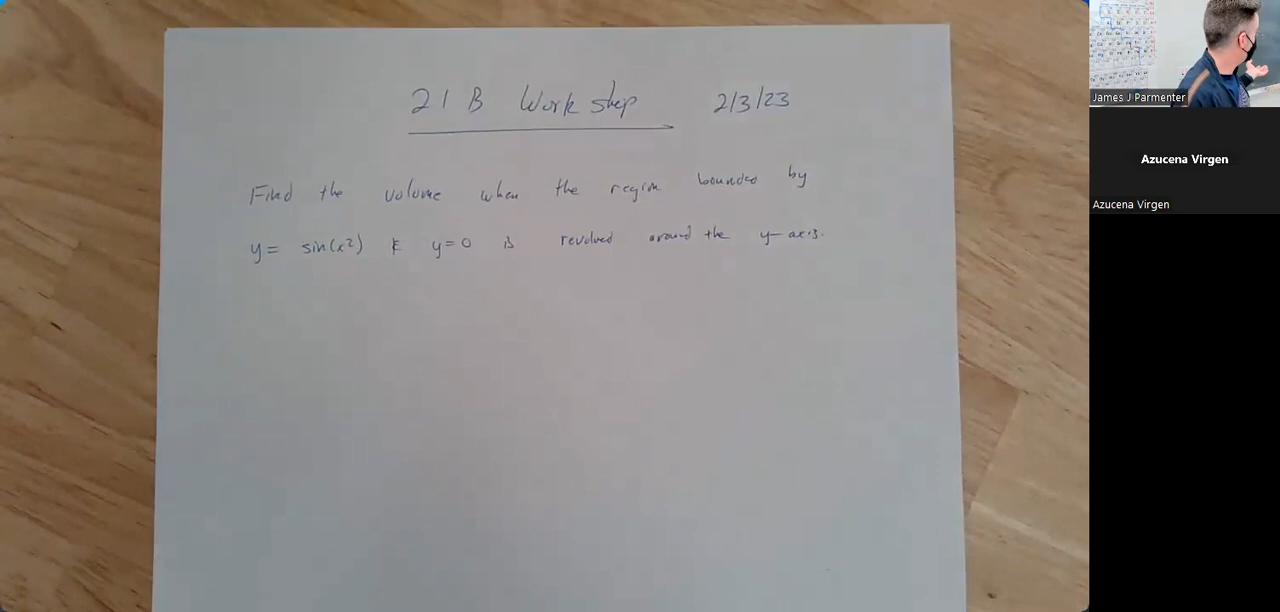 21B Workshop 2/3/23
Find the volume when the region bounded by
y= sin(x²) & y=0 is revolved around the y-axis.
James J Parmenter
Azucena Virgen
Azucena Virgen